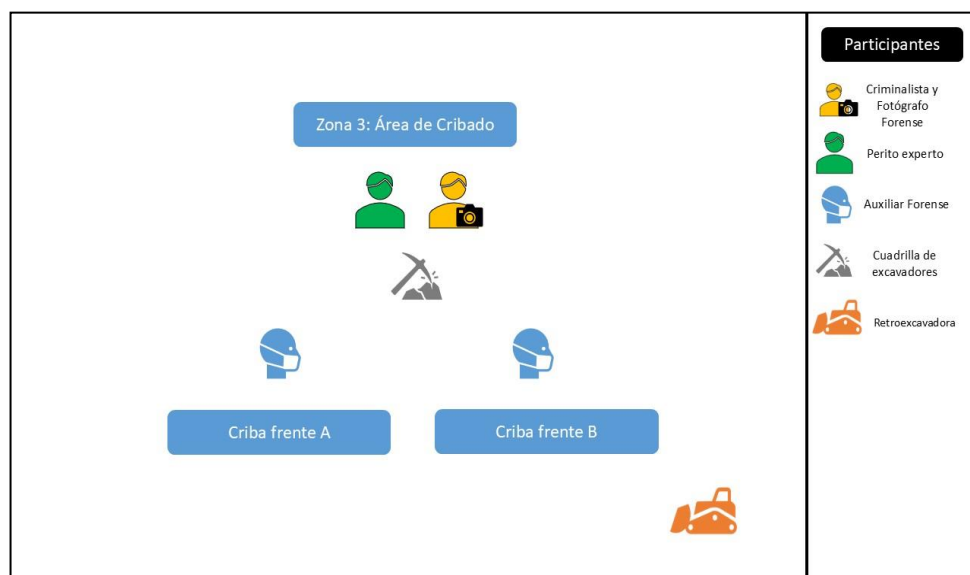 Zona 3: Área de Cribado
Criba frente A
Criba frente B
Participantes
Criminalista y
Fotógrafo
Forense
Perito experto
Auxiliar Forense
Cuadrilla de
excavadores
Retroexcavadora